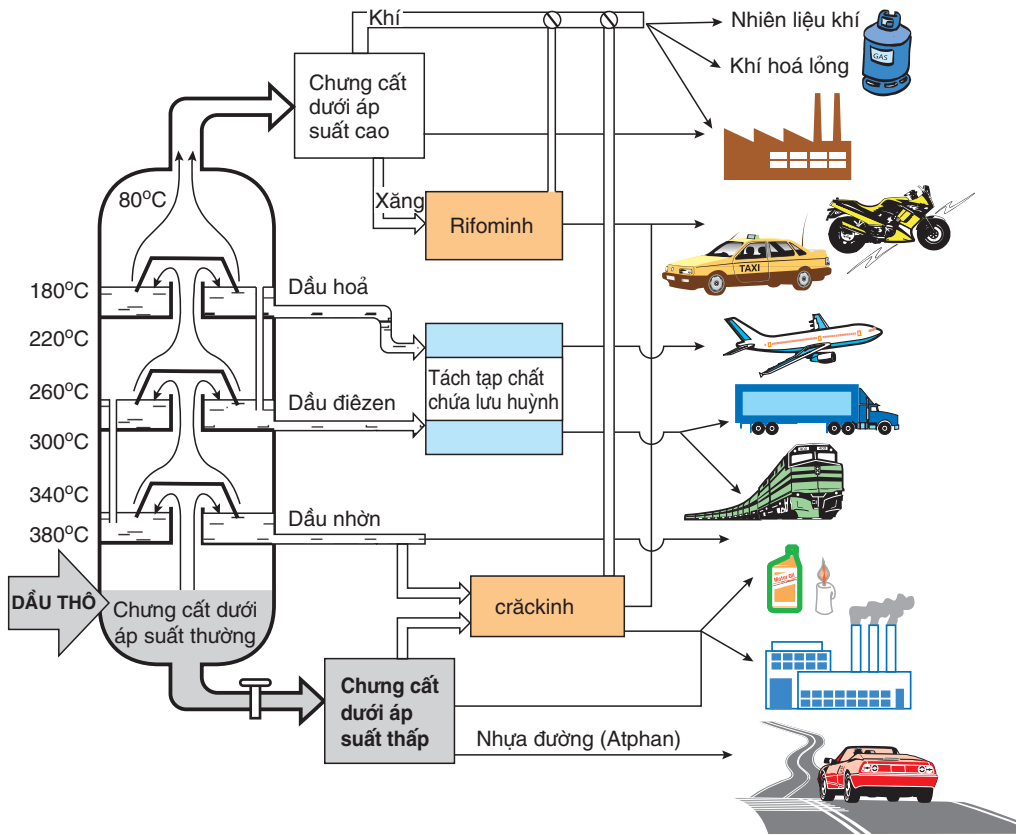 Khí
Nhiên liệu khí
GAS
Khí hoá lỏng
Chưng cất
dưới áp
suất cao
80°C
Xăng
Rifominh
TAXI
180°C
Dầu hoả
220°C
Tách tạp chất
chứa lưu huỳnh
260°C
Dầu điêzen
300°C
340°C
Dầu nhờn
380°C
DẦU THÔ
Chưng cất dưới
áp suất thường
crăckinh
Motor Oil
Chưng cất
dưới áp
suất thấp
Nhựa đường (Atphan)